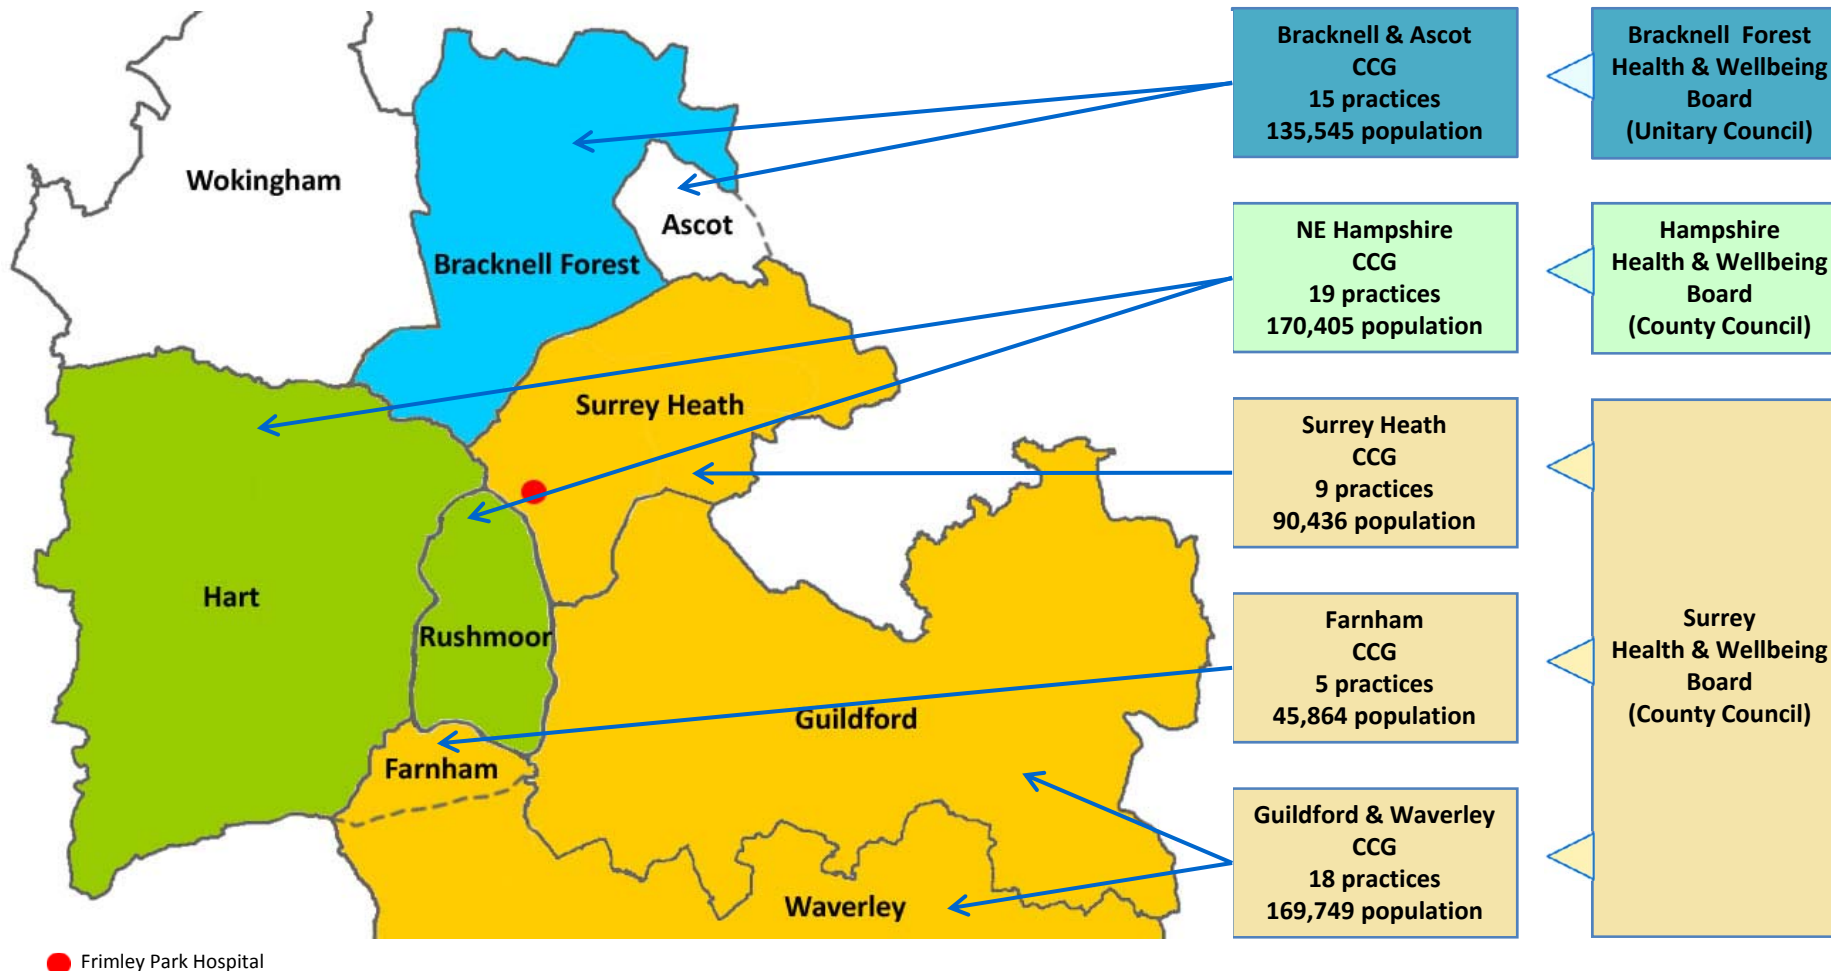 Wokingham
Bracknell Forest
Ascot
Surrey Heath
Hart
Rushmoor
Guildford
Farnham
Waverley
Frimley Park Hospital
Bracknell & Ascot
CCG
15 practices
135,545 population
Bracknell Forest
Health & Wellbeing
Board
(Unitary Council)
NE Hampshire
CCG
19 practices
170,405 population
Hampshire
Health & Wellbeing
Board
(County Council)
Surrey Heath
CCG
9 practices
90,436 population
Farnham
CCG
5 practices
45,864 population
Guildford & Waverley
CCG
18 practices
169,749 population
Surrey
Health & Wellbeing
Board
(County Council)